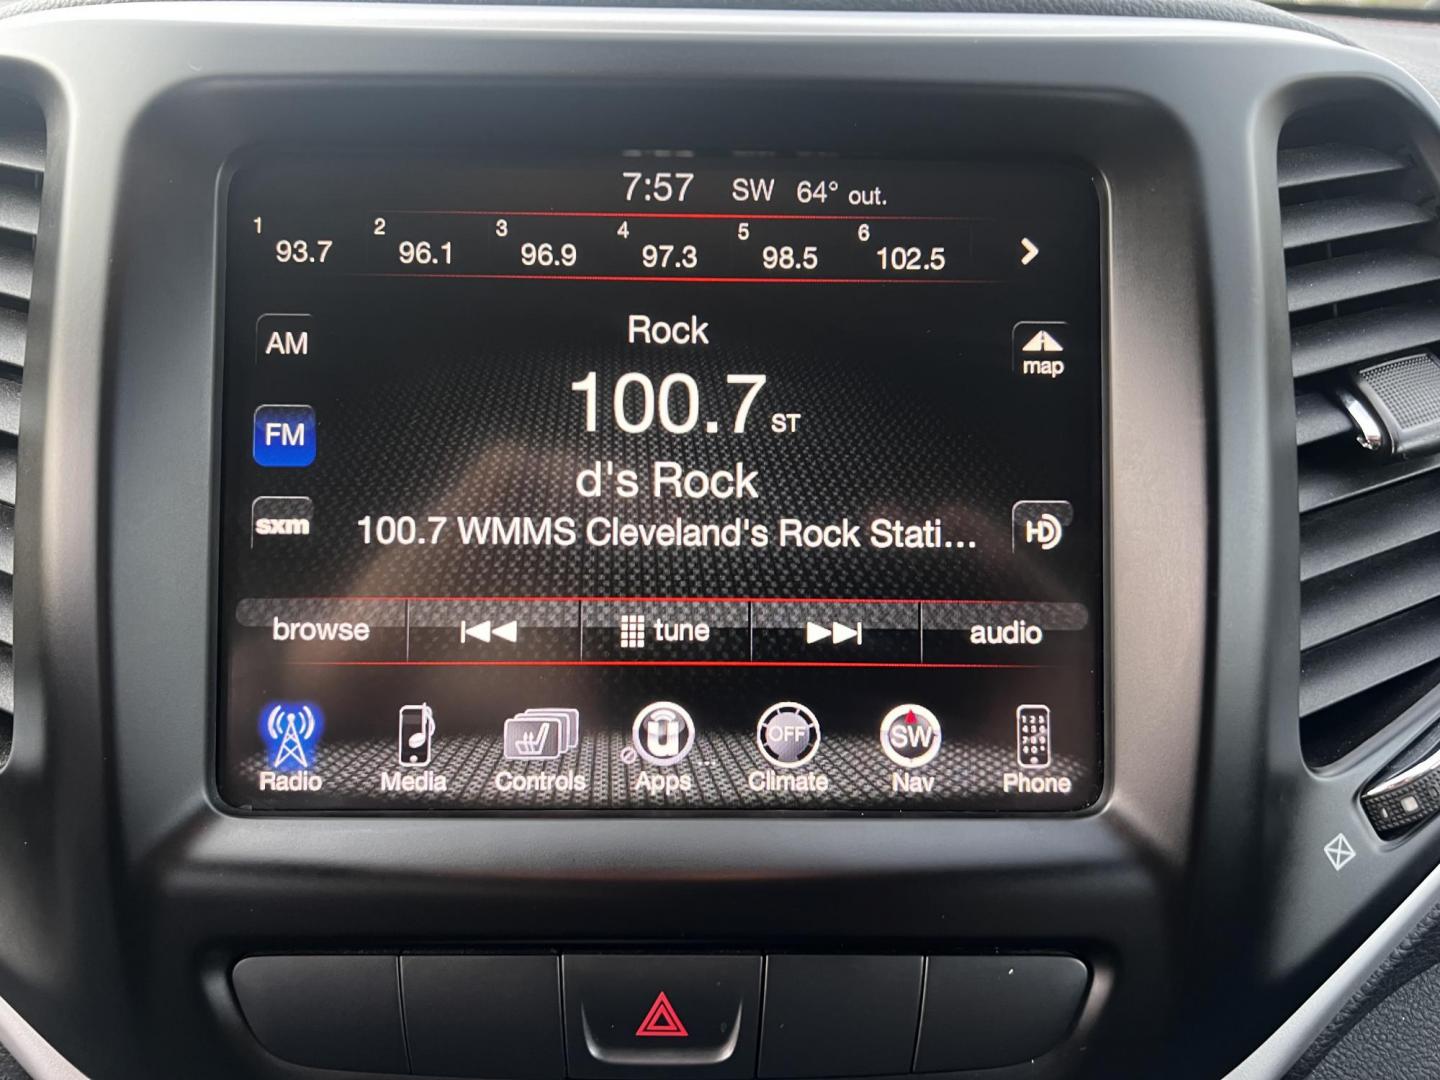 7:57 SW 64° out.
1 93.7 2 96.1 3 96.9 4 97.3 5 98.5 6 102.5
AM
Rock
map
100.7 ST
FM
d's Rock
sxm
100.7 WMMS Cleveland's Rock Stati...
HD
browse tune audio
OFF SW
Radio Media Controls Apps ... Climate Nav Phone